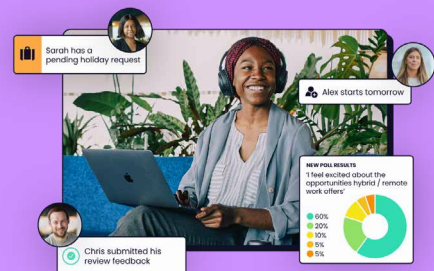 Sarah has a
pending holiday request
Alex starts tomorrow
NEW POLL RESULTS
'I feel excited about the
opportunities hybrid / remote
work offers'
60%
20%
10%
5%
5%
Chris submitted his
review feedback